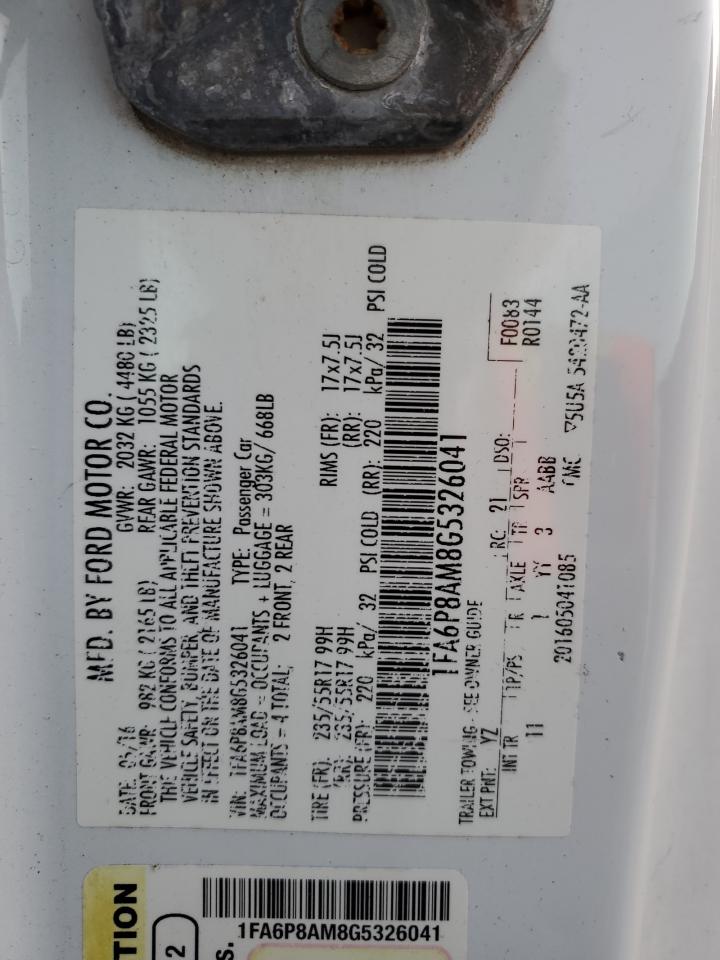 MFD. BY FORD MOTOR CO.
DATE: 05/16 GVWR: 2032 KG ( 4480 LB)
FRONT GAWR: 982 KG ( 2165 LB) REAR GAWR: 1055 KG ( 2325 LB)
THIS VEHICLE CONFORMS TO ALL APPLICABLE FEDERAL MOTOR
VEHICLE SAFETY, BUMPER, AND THEFT PREVENTION STANDARDS
IN EFFECT ON THE DATE OF MANUFACTURE SHOWN ABOVE.
VIN: 1FA6P8AM8G5326041 TYPE: Passenger Car
MAXIMUM LOAD = OCCUPANTS + LUGGAGE = 303KG/ 668LB
OCCUPANTS = 4 TOTAL; 2 FRONT, 2 REAR
TIRE (FR): 235/55R17 99H RIMS (FR): 17x7.5J
(RR): 235/55R17 99H (RR): 17x7.5J
PRESSURE (FR): 220 kPa/ 32 PSI COLD (RR): 220 kPa/ 32 PSI COLD
1FA6P8AM8G5326041
TRAILER TOWING - SEE OWNER GUIDE
EXT PNT: YZ RC: 21 DSO: F0083
INT TR TP/PS R AXLE TR SPR R0144
11 1 YY 3 AABB
201605041085 5U5A
TION
2
S.
1FA6P8AM8G5326041